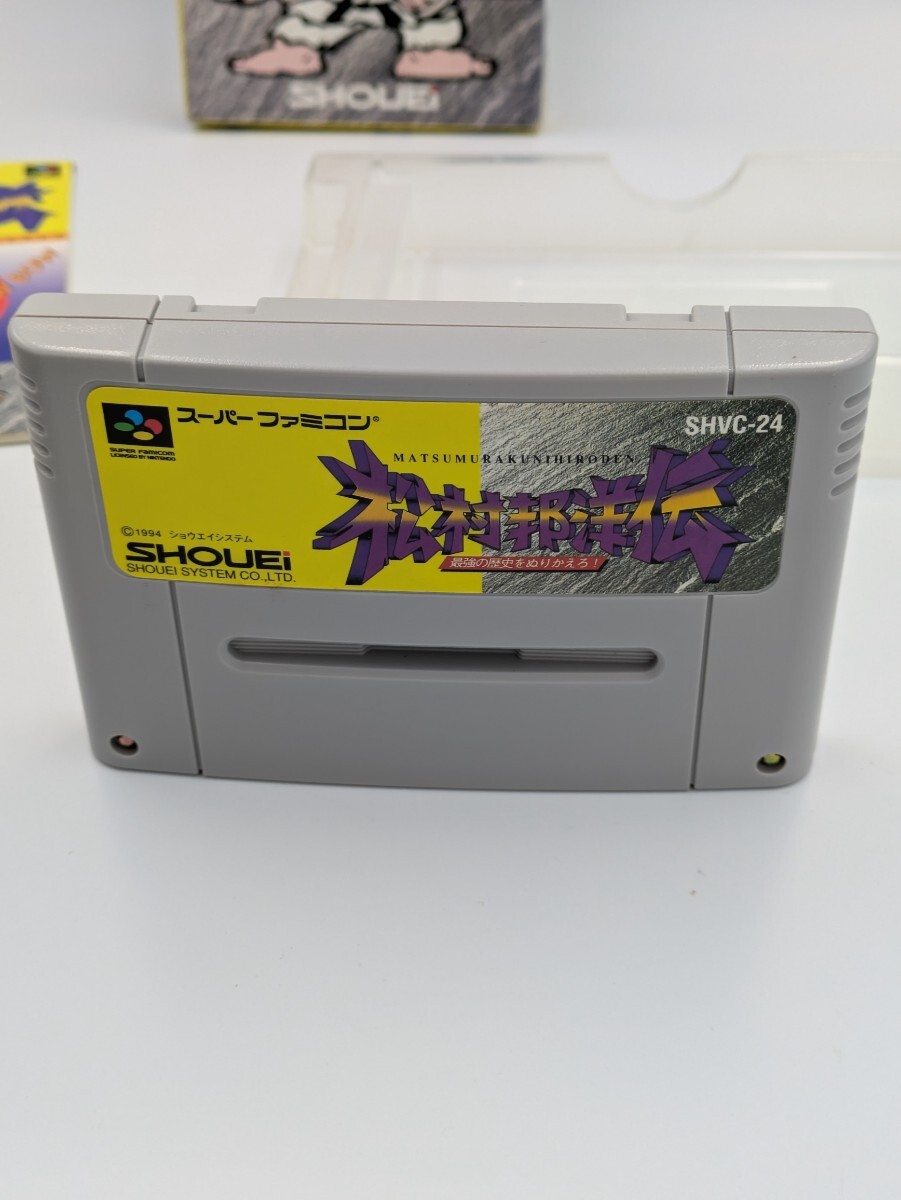 SHOUEi
スーパーファミコン®
SHVC-24
SUPER FAMICOM
LICENSED BY NINTENDO
MATSUMURAKUNIHIRODEN
松村邦洋伝
最強の歴史をぬりかえろ!
©1994 ショウエイシステム
SHOUEi
SHOUEI SYSTEM CO.,LTD.